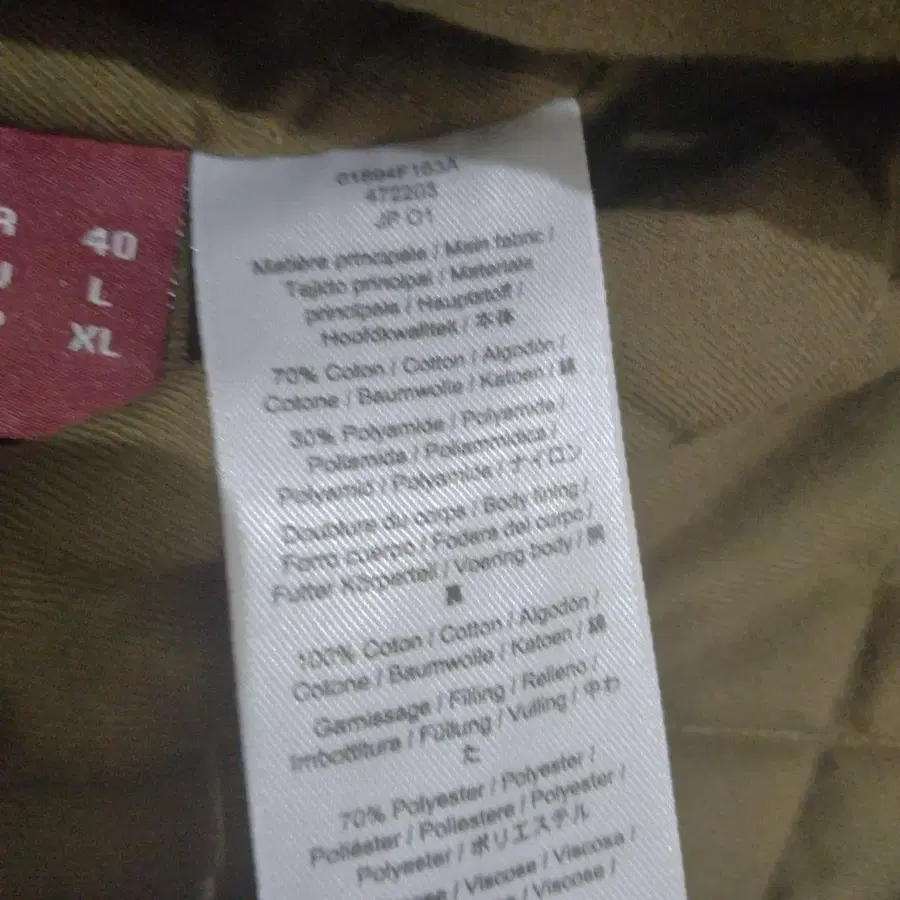 40
L
XL
472203
JP 01
Matière principale / Main fabric /
Tejido principal / Materiale
principale / Hauptstoff /
Hoofdkwaliteit / 本体
70% Coton / Cotton / Algodón /
Cotone / Baumwolle / Katoen / 綿
30% Polyamide / Polyamide /
Poliamida / Poliammidica /
Polyamid / Polyamide / ナイロン
Doublure du corps / Body lining /
Forro cuerpo / Fodera del corpo /
Futter Körperteil / Voering body /
裏
100% Coton / Cotton / Algodón /
Cotone / Baumwolle / Katoen / 綿
Garnissage / Filling / Relleno /
Imbottitura / Füllung / Vulling / 中わ
た
70% Polyester / Polyester /
Poliéster / Poliestere / Polyester /
Polyester / ポリエステル
/ Viscose / Viscosa /
/ Viscose /